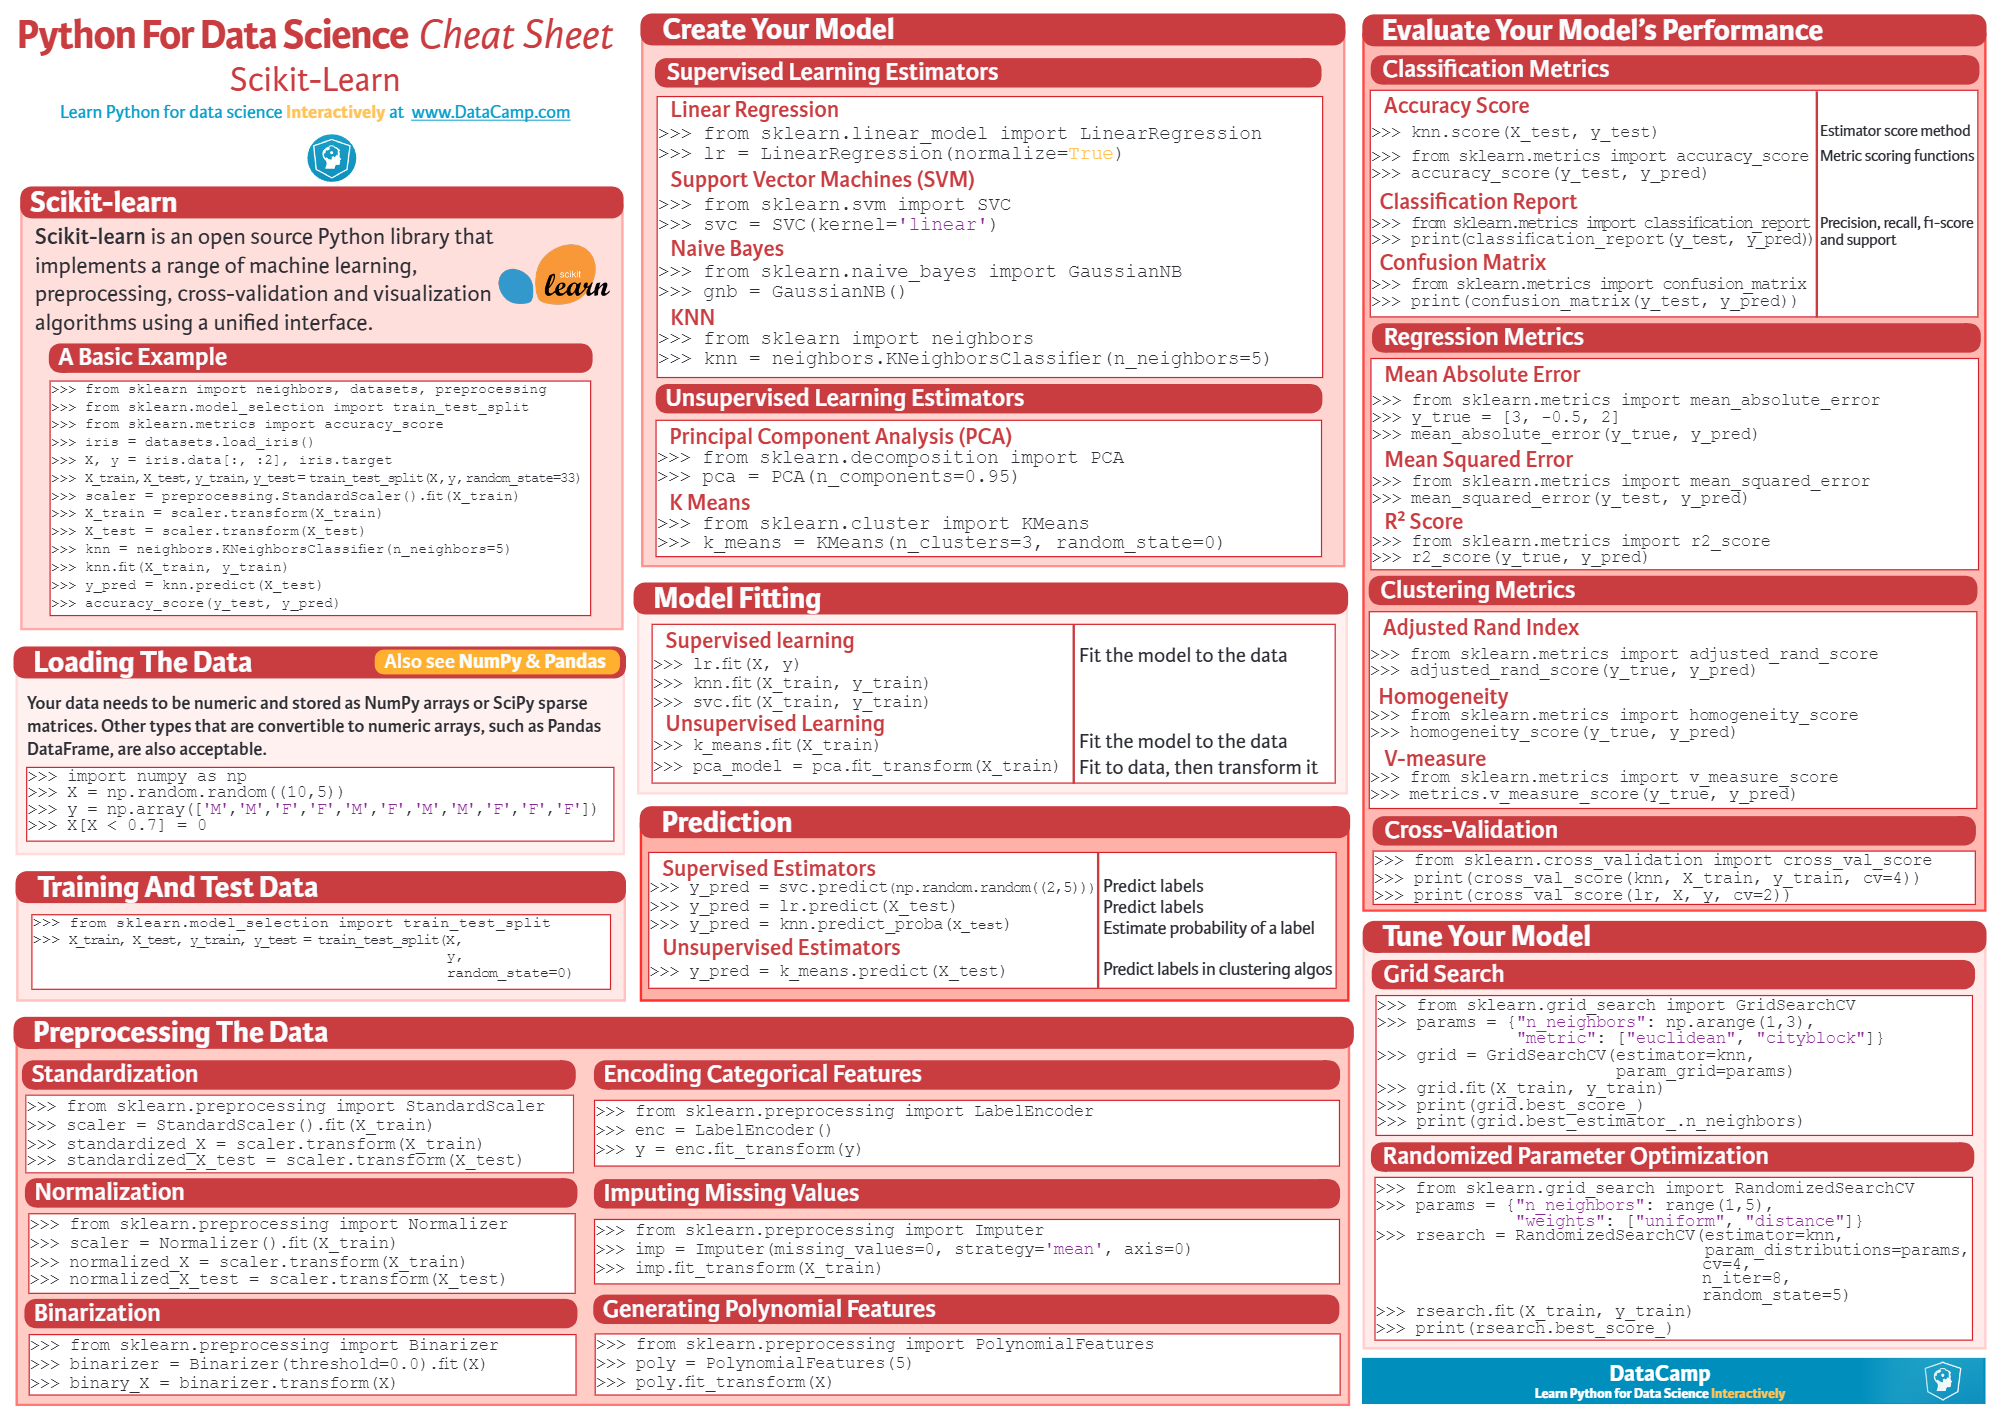 Python For Data Science Cheat Sheet
Scikit-Learn
Learn Python for data science Interactively at www.DataCamp.com
Scikit-learn
Scikit-learn is an open source Python library that
implements a range of machine learning,
preprocessing, cross-validation and visualization
algorithms using a unified interface.
scikit
learn
A Basic Example
>>> from sklearn import neighbors, datasets, preprocessing
>>> from sklearn.model_selection import train_test_split
>>> from sklearn.metrics import accuracy_score
>>> iris = datasets.load_iris()
>>> X, y = iris.data[:, :2], iris.target
>>> X_train, X_test, y_train, y_test = train_test_split(X, y, random_state=33)
>>> scaler = preprocessing.StandardScaler().fit(X_train)
>>> X_train = scaler.transform(X_train)
>>> X_test = scaler.transform(X_test)
>>> knn = neighbors.KNeighborsClassifier(n_neighbors=5)
>>> knn.fit(X_train, y_train)
>>> y_pred = knn.predict(X_test)
>>> accuracy_score(y_test, y_pred)
Loading The Data
Also see NumPy & Pandas
Your data needs to be numeric and stored as NumPy arrays or SciPy sparse
matrices. Other types that are convertible to numeric arrays, such as Pandas
DataFrame, are also acceptable.
>>> import numpy as np
>>> X = np.random.random((10,5))
>>> y = np.array(['M','M','F','F','M','F','M','M','F','F','F'])
>>> X[X < 0.7] = 0
Training And Test Data
>>> from sklearn.model_selection import train_test_split
>>> X_train, X_test, y_train, y_test = train_test_split(X,
y,
random_state=0)
Preprocessing The Data
Standardization
>>> from sklearn.preprocessing import StandardScaler
>>> scaler = StandardScaler().fit(X_train)
>>> standardized_X = scaler.transform(X_train)
>>> standardized_X_test = scaler.transform(X_test)
Normalization
>>> from sklearn.preprocessing import Normalizer
>>> scaler = Normalizer().fit(X_train)
>>> normalized_X = scaler.transform(X_train)
>>> normalized_X_test = scaler.transform(X_test)
Binarization
>>> from sklearn.preprocessing import Binarizer
>>> binarizer = Binarizer(threshold=0.0).fit(X)
>>> binary_X = binarizer.transform(X)
Encoding Categorical Features
>>> from sklearn.preprocessing import LabelEncoder
>>> enc = LabelEncoder()
>>> y = enc.fit_transform(y)
Imputing Missing Values
>>> from sklearn.preprocessing import Imputer
>>> imp = Imputer(missing_values=0, strategy='mean', axis=0)
>>> imp.fit_transform(X_train)
Generating Polynomial Features
>>> from sklearn.preprocessing import PolynomialFeatures
>>> poly = PolynomialFeatures(5)
>>> poly.fit_transform(X)
Create Your Model
Supervised Learning Estimators
Linear Regression
>>> from sklearn.linear_model import LinearRegression
>>> lr = LinearRegression(normalize=True)
Support Vector Machines (SVM)
>>> from sklearn.svm import SVC
>>> svc = SVC(kernel='linear')
Naive Bayes
>>> from sklearn.naive_bayes import GaussianNB
>>> gnb = GaussianNB()
KNN
>>> from sklearn import neighbors
>>> knn = neighbors.KNeighborsClassifier(n_neighbors=5)
Unsupervised Learning Estimators
Principal Component Analysis (PCA)
>>> from sklearn.decomposition import PCA
>>> pca = PCA(n_components=0.95)
K Means
>>> from sklearn.cluster import KMeans
>>> k_means = KMeans(n_clusters=3, random_state=0)
Model Fitting
Supervised learning
>>> lr.fit(X, y) Fit the model to the data
>>> knn.fit(X_train, y_train)
>>> svc.fit(X_train, y_train)
Unsupervised Learning
>>> k_means.fit(X_train) Fit the model to the data
>>> pca_model = pca.fit_transform(X_train) Fit to data, then transform it
Prediction
Supervised Estimators
>>> y_pred = svc.predict(np.random.random((2,5))) Predict labels
>>> y_pred = lr.predict(X_test) Predict labels
>>> y_pred = knn.predict_proba(X_test) Estimate probability of a label
Unsupervised Estimators
>>> y_pred = k_means.predict(X_test) Predict labels in clustering algos
Evaluate Your Model's Performance
Classification Metrics
Accuracy Score
>>> knn.score(X_test, y_test) Estimator score method
>>> from sklearn.metrics import accuracy_score Metric scoring functions
>>> accuracy_score(y_test, y_pred)
Classification Report
>>> from sklearn.metrics import classification_report Precision, recall, f1-score
>>> print(classification_report(y_test, y_pred)) and support
Confusion Matrix
>>> from sklearn.metrics import confusion_matrix
>>> print(confusion_matrix(y_test, y_pred))
Regression Metrics
Mean Absolute Error
>>> from sklearn.metrics import mean_absolute_error
>>> y_true = [3, -0.5, 2]
>>> mean_absolute_error(y_true, y_pred)
Mean Squared Error
>>> from sklearn.metrics import mean_squared_error
>>> mean_squared_error(y_test, y_pred)
R² Score
>>> from sklearn.metrics import r2_score
>>> r2_score(y_true, y_pred)
Clustering Metrics
Adjusted Rand Index
>>> from sklearn.metrics import adjusted_rand_score
>>> adjusted_rand_score(y_true, y_pred)
Homogeneity
>>> from sklearn.metrics import homogeneity_score
>>> homogeneity_score(y_true, y_pred)
V-measure
>>> from sklearn.metrics import v_measure_score
>>> metrics.v_measure_score(y_true, y_pred)
Cross-Validation
>>> from sklearn.cross_validation import cross_val_score
>>> print(cross_val_score(knn, X_train, y_train, cv=4))
>>> print(cross_val_score(lr, X, y, cv=2))
Tune Your Model
Grid Search
>>> from sklearn.grid_search import GridSearchCV
>>> params = {"n_neighbors": np.arange(1,3),
"metric": ["euclidean", "cityblock"]}
>>> grid = GridSearchCV(estimator=knn,
param_grid=params)
>>> grid.fit(X_train, y_train)
>>> print(grid.best_score_)
>>> print(grid.best_estimator_.n_neighbors)
Randomized Parameter Optimization
>>> from sklearn.grid_search import RandomizedSearchCV
>>> params = {"n_neighbors": range(1,5),
"weights": ["uniform", "distance"]}
>>> rsearch = RandomizedSearchCV(estimator=knn,
param_distributions=params,
cv=4,
n_iter=8,
random_state=5)
>>> rsearch.fit(X_train, y_train)
>>> print(rsearch.best_score_)
DataCamp
Learn Python for Data Science Interactively